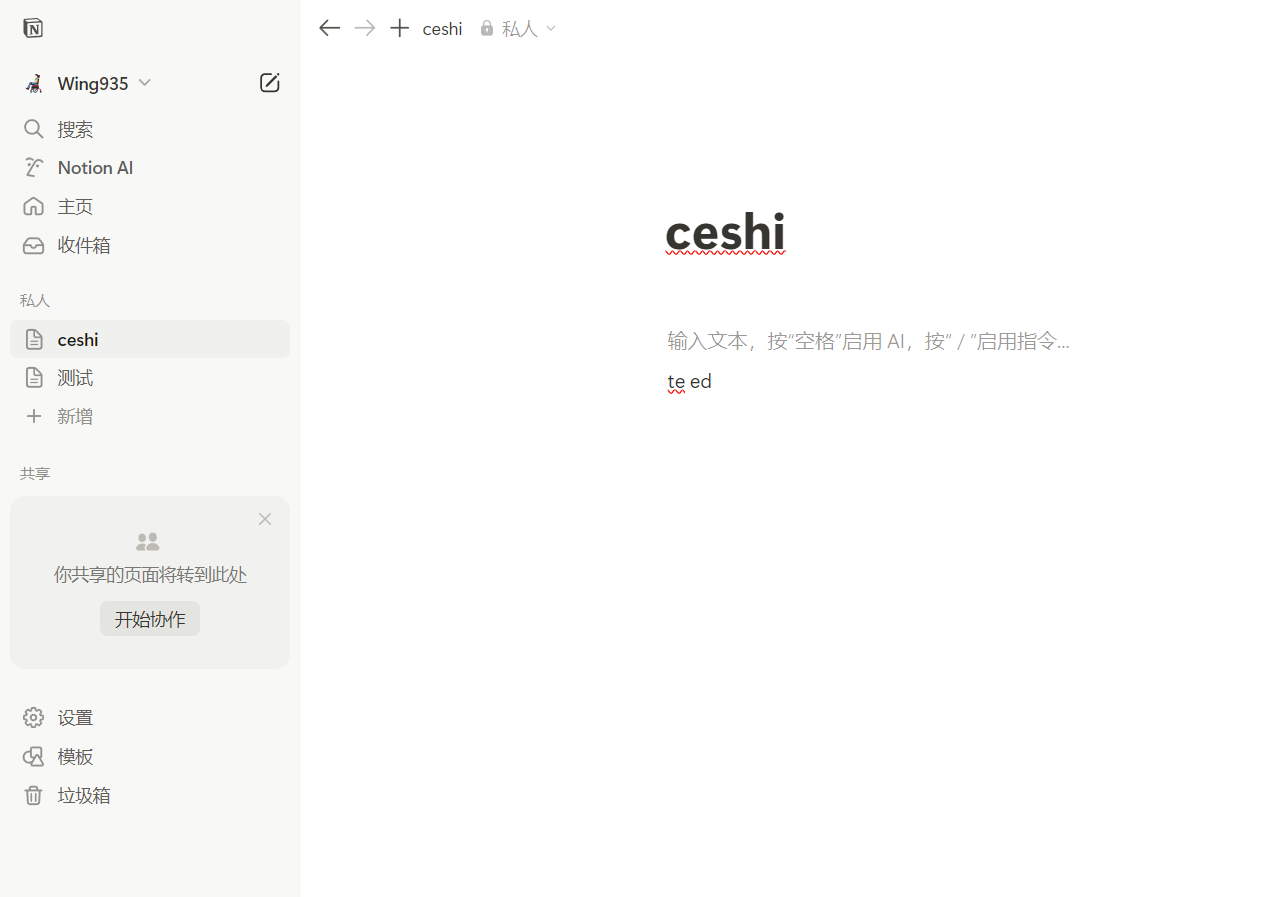 Wing935
搜索
Notion AI
主页
收件箱
私人
ceshi
测试
新增
共享
你共享的页面将转到此处
开始协作
设置
模板
垃圾箱
ceshi 私人
ceshi
输入文本，按“空格”启用 AI，按“ / ”启用指令...
te ed